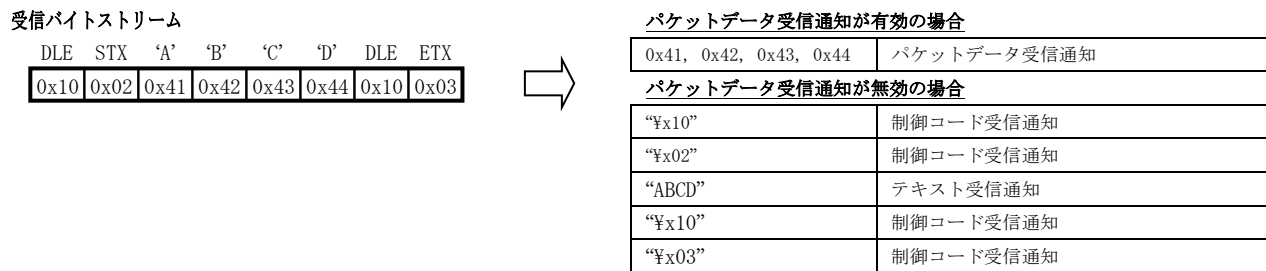 受信バイトストリーム
DLE STX ‘A’ ‘B’ ‘C’ ‘D’ DLE ETX
0x10 0x02 0x41 0x42 0x43 0x44 0x10 0x03
パケットデータ受信通知が有効の場合
0x41, 0x42, 0x43, 0x44 パケットデータ受信通知
パケットデータ受信通知が無効の場合
“¥x10” 制御コード受信通知
“¥x02” 制御コード受信通知
“ABCD” テキスト受信通知
“¥x10” 制御コード受信通知
“¥x03” 制御コード受信通知